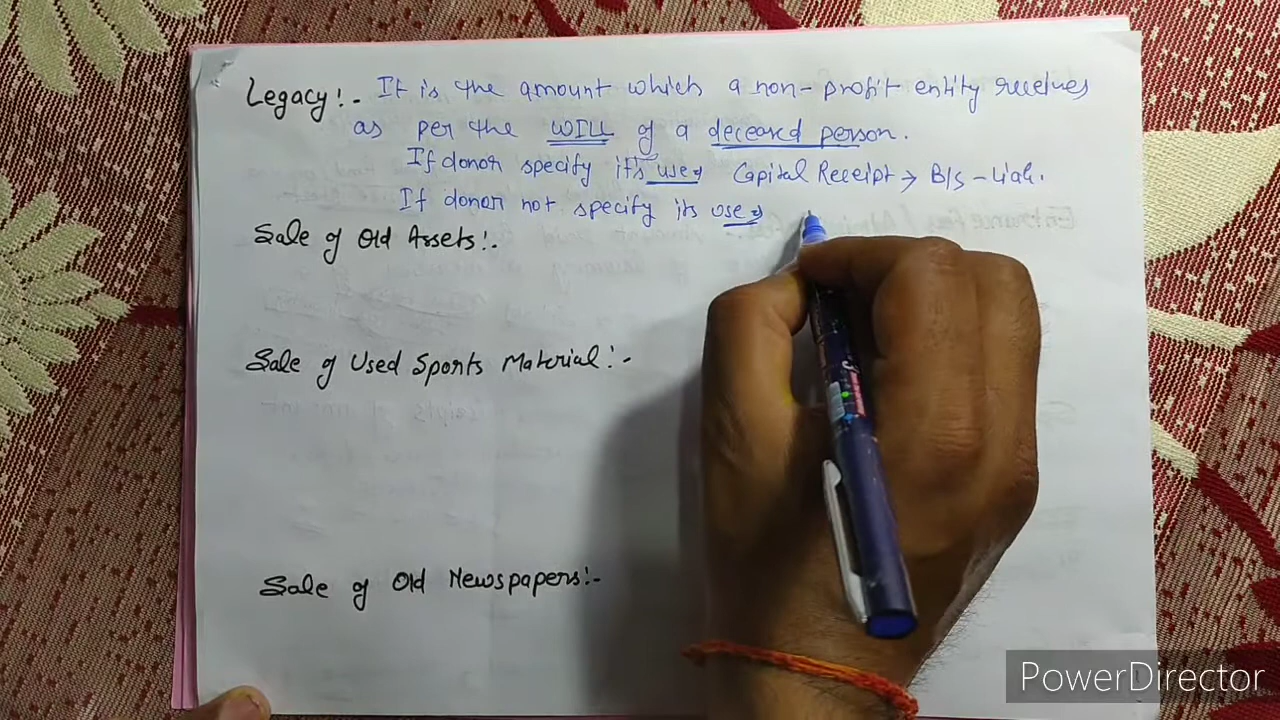 Legacy:- It is the amount which a non-profit entity receives
as per the WILL of a deceased person.
If donor specify it's use → Capital Receipt → B/S - Liab.
If donor not specify its use →
Sale of Old Assets:-
Sale of Used Sports Material:-
Sale of Old Newspapers:-
PowerDirector